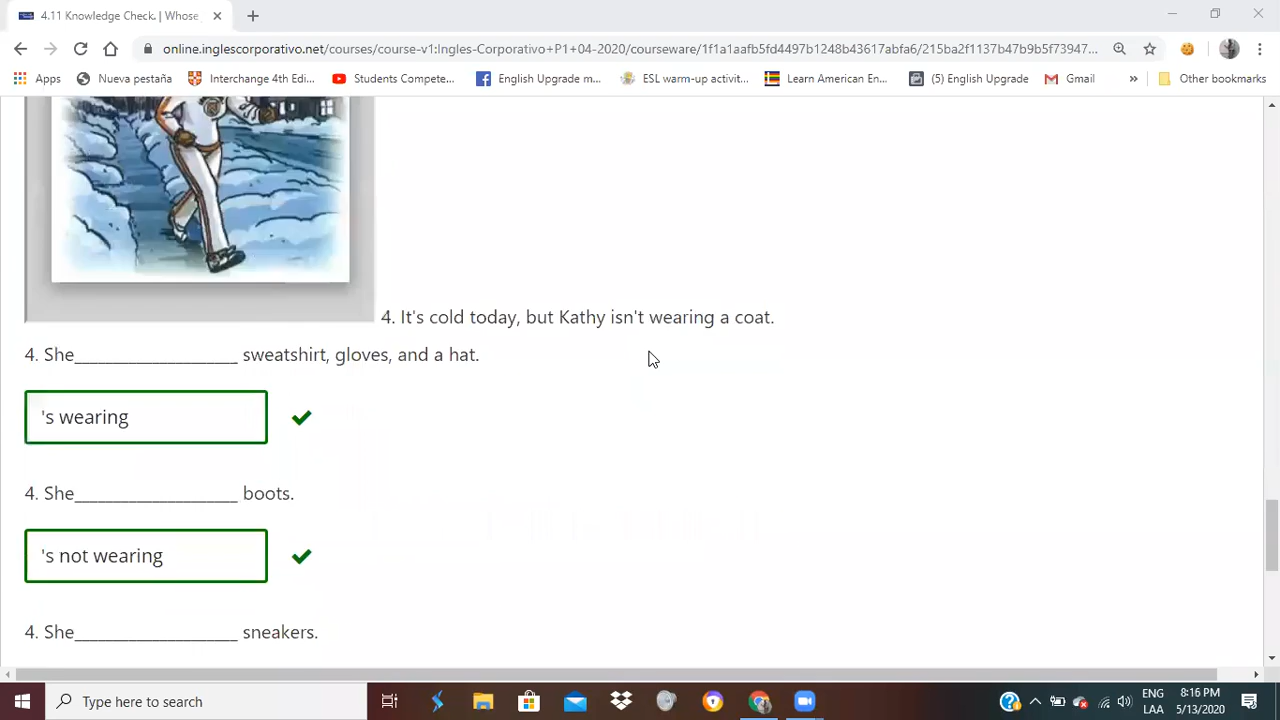 4.11 Knowledge Check. | Whose
online.inglescorporativo.net/courses/course-v1:Ingles-Corporativo+P1+04-2020/courseware/1f1a1aafb5fd4497b1248b43617abfa6/215ba2f1137b47b9b5f73947...
Apps Nueva pestaña Interchange 4th Edi... Students Compete... English Upgrade m... ESL warm-up activit... Learn American En... (5) English Upgrade Gmail » Other bookmarks
4. It's cold today, but Kathy isn't wearing a coat.
4. She____________________ sweatshirt, gloves, and a hat.
's wearing
4. She____________________ boots.
's not wearing
4. She____________________ sneakers.
Type here to search
ENG
LAA
8:16 PM
5/13/2020